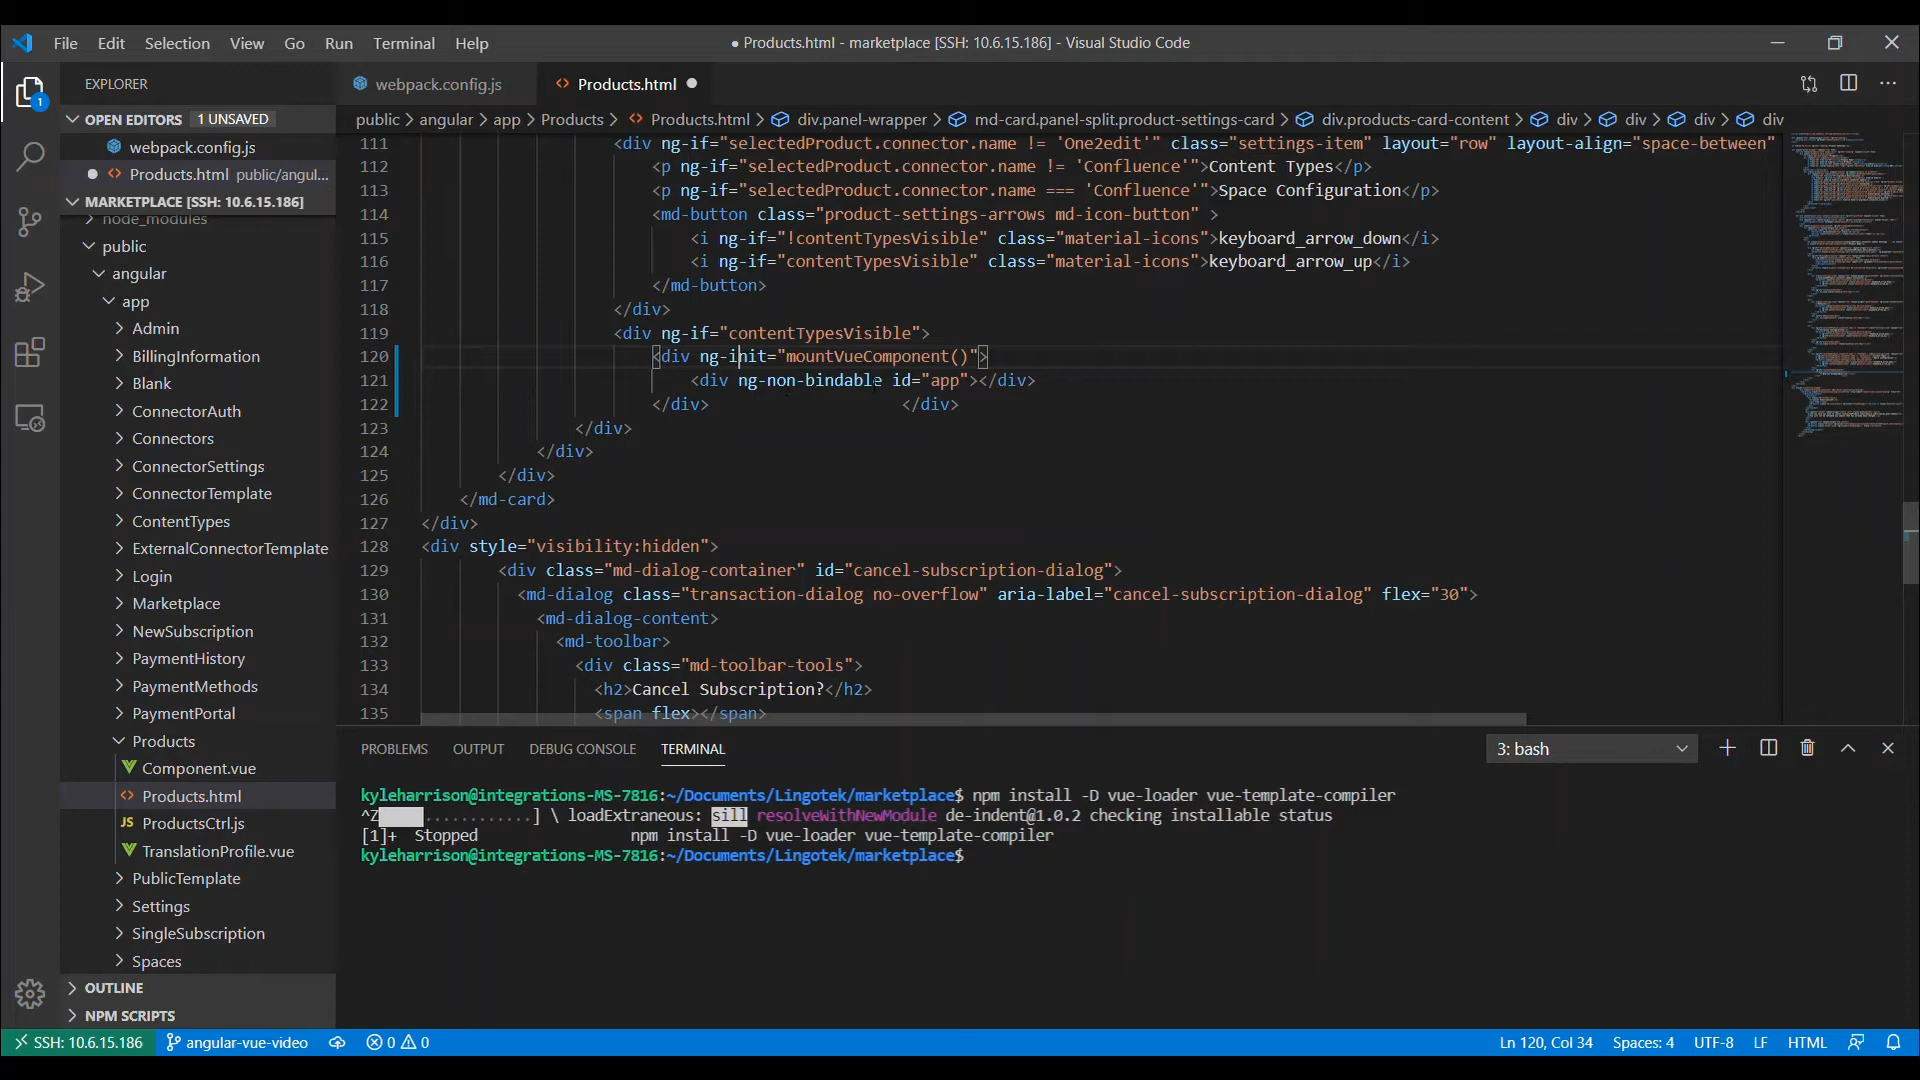 File Edit Selection View Go Run Terminal Help
● Products.html - marketplace [SSH: 10.6.15.186] - Visual Studio Code
EXPLORER
OPEN EDITORS 1 UNSAVED
webpack.config.js
Products.html public/angul...
MARKETPLACE [SSH: 10.6.15.186]
node_modules
public
angular
app
Admin
BillingInformation
Blank
ConnectorAuth
Connectors
ConnectorSettings
ConnectorTemplate
ContentTypes
ExternalConnectorTemplate
Login
Marketplace
NewSubscription
PaymentHistory
PaymentMethods
PaymentPortal
Products
Component.vue
Products.html
JS ProductsCtrl.js
TranslationProfile.vue
PublicTemplate
Settings
SingleSubscription
Spaces
OUTLINE
NPM SCRIPTS
1
webpack.config.js Products.html
public > angular > app > Products > Products.html > div.panel-wrapper > md-card.panel-split.product-settings-card > div.products-card-content > div > div > div > div
111 <div ng-if="selectedProduct.connector.name != 'One2edit'" class="settings-item" layout="row" layout-align="space-between"
112 <p ng-if="selectedProduct.connector.name != 'Confluence'">Content Types</p>
113 <p ng-if="selectedProduct.connector.name === 'Confluence'">Space Configuration</p>
114 <md-button class="product-settings-arrows md-icon-button" >
115 <i ng-if="!contentTypesVisible" class="material-icons">keyboard_arrow_down</i>
116 <i ng-if="contentTypesVisible" class="material-icons">keyboard_arrow_up</i>
117 </md-button>
118 </div>
119 <div ng-if="contentTypesVisible">
120 <div ng-init="mountVueComponent()">
121 <div ng-non-bindable id="app"></div>
122 </div> </div>
123 </div>
124 </div>
125 </div>
126 </md-card>
127 </div>
128 <div style="visibility:hidden">
129 <div class="md-dialog-container" id="cancel-subscription-dialog">
130 <md-dialog class="transaction-dialog no-overflow" aria-label="cancel-subscription-dialog" flex="30">
131 <md-dialog-content>
132 <md-toolbar>
133 <div class="md-toolbar-tools">
134 <h2>Cancel Subscription?</h2>
135 <span flex></span>
PROBLEMS OUTPUT DEBUG CONSOLE TERMINAL 3: bash
kyleharrison@integrations-MS-7816:~/Documents/Lingotek/marketplace$ npm install -D vue-loader vue-template-compiler
^Z ............] \ loadExtraneous: sill resolveWithNewModule de-indent@1.0.2 checking installable status
[1]+ Stopped npm install -D vue-loader vue-template-compiler
kyleharrison@integrations-MS-7816:~/Documents/Lingotek/marketplace$
SSH: 10.6.15.186 angular-vue-video 0 0 Ln 120, Col 34 Spaces: 4 UTF-8 LF HTML